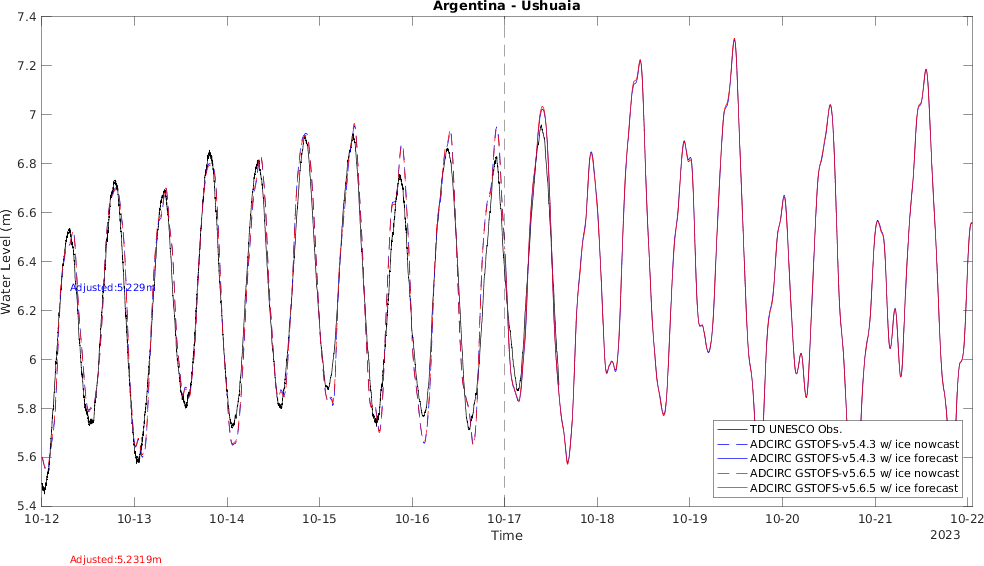 Argentina - Ushuaia
7.4
7.2
7
6.8
6.6
6.4
6.2
6
5.8
5.6
5.4
Water Level (m)
Adjusted:5.229m
TD UNESCO Obs.
ADCIRC GSTOFS-v5.4.3 w/ ice nowcast
ADCIRC GSTOFS-v5.4.3 w/ ice forecast
ADCIRC GSTOFS-v5.6.5 w/ ice nowcast
ADCIRC GSTOFS-v5.6.5 w/ ice forecast
10-12 10-13 10-14 10-15 10-16 10-17 10-18 10-19 10-20 10-21 10-22
Time
2023
Adjusted:5.2319m